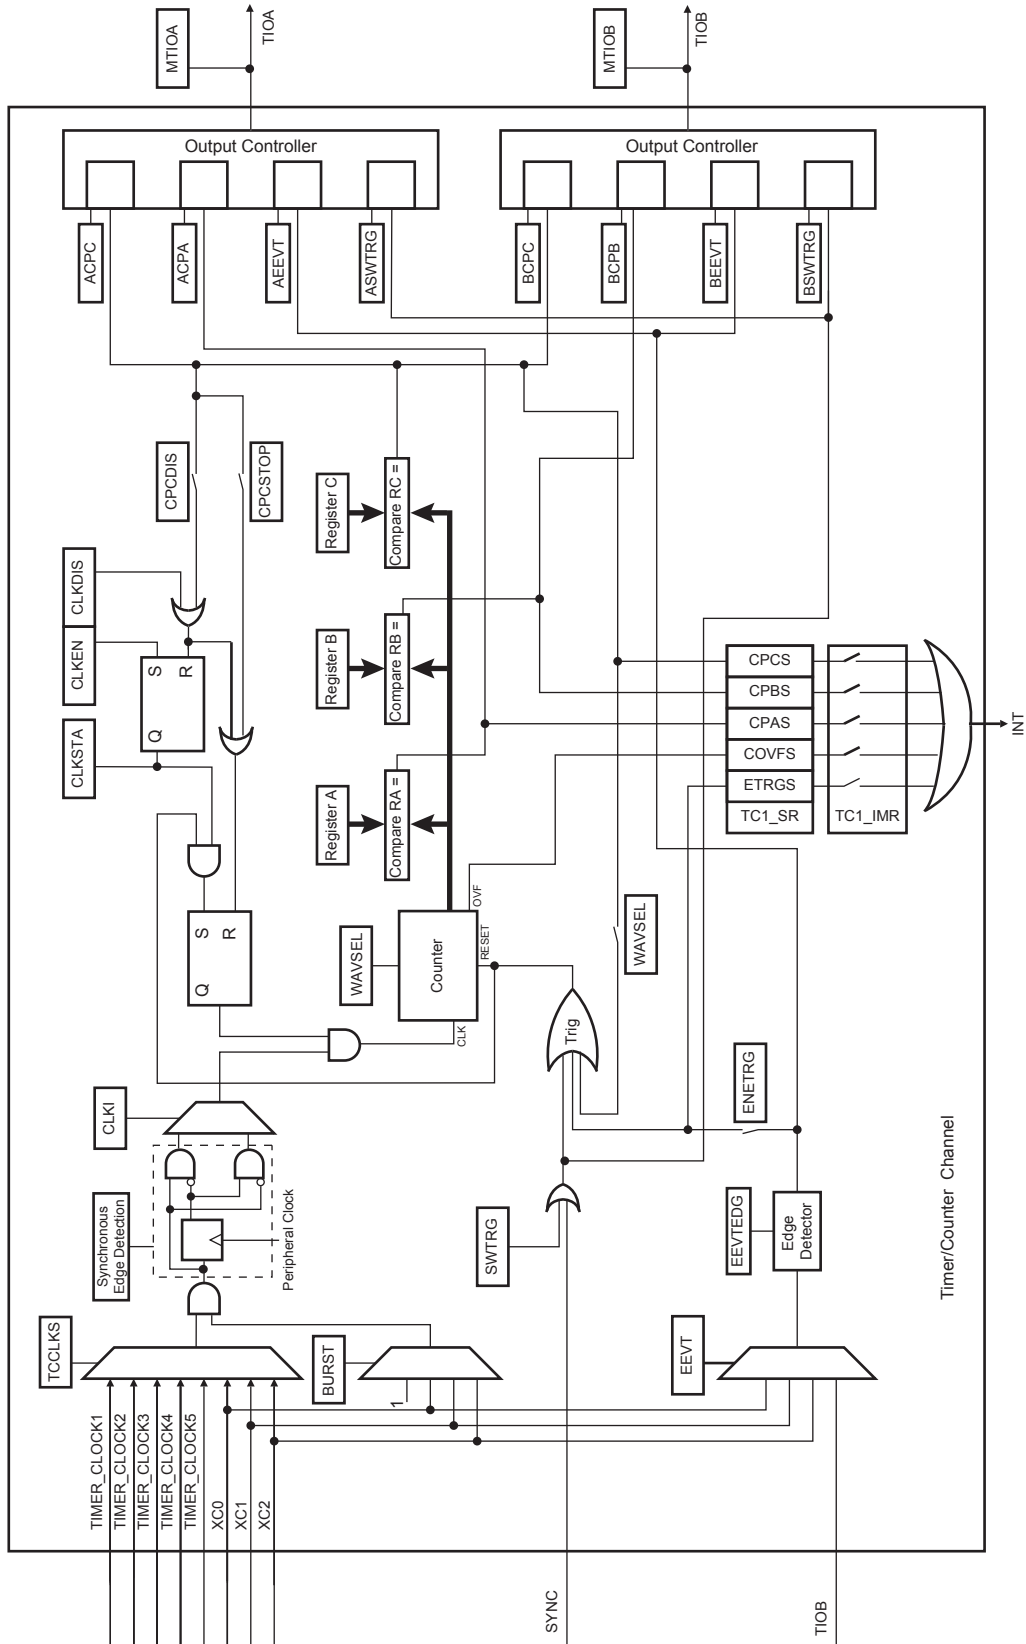 TCCLKS
TIMER_CLOCK1
TIMER_CLOCK2
TIMER_CLOCK3
TIMER_CLOCK4
TIMER_CLOCK5
XC0
XC1
XC2
Synchronous
Edge Detection
CLKI
Peripheral Clock
BURST
1
CLKSTA
CLKEN
CLKDIS
Q
S
R
Q
S
R
CPCDIS
CPCSTOP
ACPC
ACPA
AEEVT
ASWTRG
Output Controller
MTIOA
TIOA
WAVSEL
Counter
CLK
RESET
OVF
Register A
Compare RA =
Register B
Compare RB =
Register C
Compare RC =
SYNC
SWTRG
Trig
WAVSEL
BCPC
BCPB
BEEVT
BSWTRG
Output Controller
MTIOB
TIOB
TIOB
EEVT
EEVTEDG
Edge
Detector
ENETRG
CPCS
CPBS
CPAS
COVFS
ETRGS
TC1_SR
TC1_IMR
INT
Timer/Counter Channel